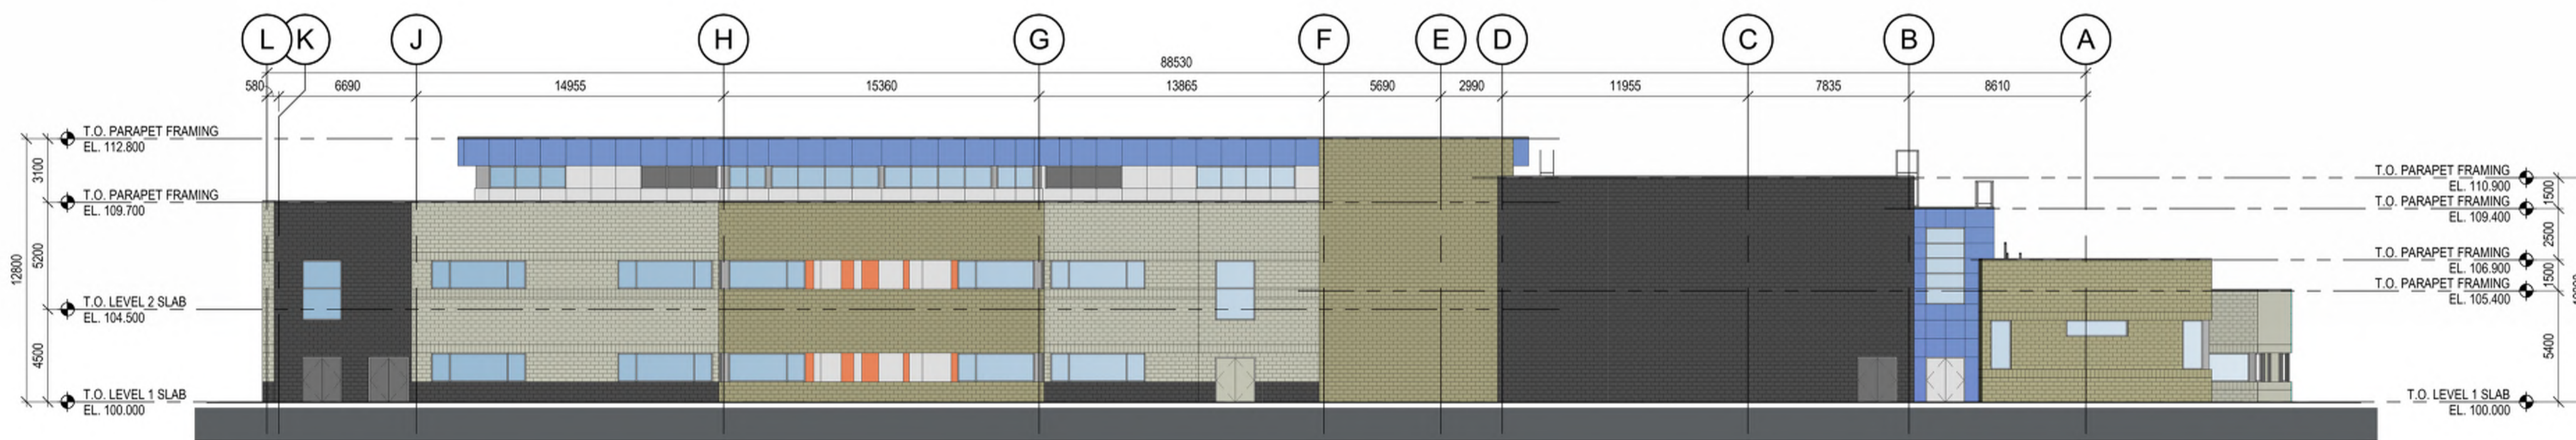 L K J H G F E D C B A
88530
580 6690 14955 15360 13865 5690 2990 11955 7835 8610
T.O. PARAPET FRAMING
EL. 112.800
3100
T.O. PARAPET FRAMING
EL. 109.700
12800
5200
T.O. LEVEL 2 SLAB
EL. 104.500
4500
T.O. LEVEL 1 SLAB
EL. 100.000
T.O. PARAPET FRAMING
EL. 110.900
1500
T.O. PARAPET FRAMING
EL. 109.400
2500
T.O. PARAPET FRAMING
EL. 106.900
1500
T.O. PARAPET FRAMING
EL. 105.400
5400
T.O. LEVEL 1 SLAB
EL. 100.000